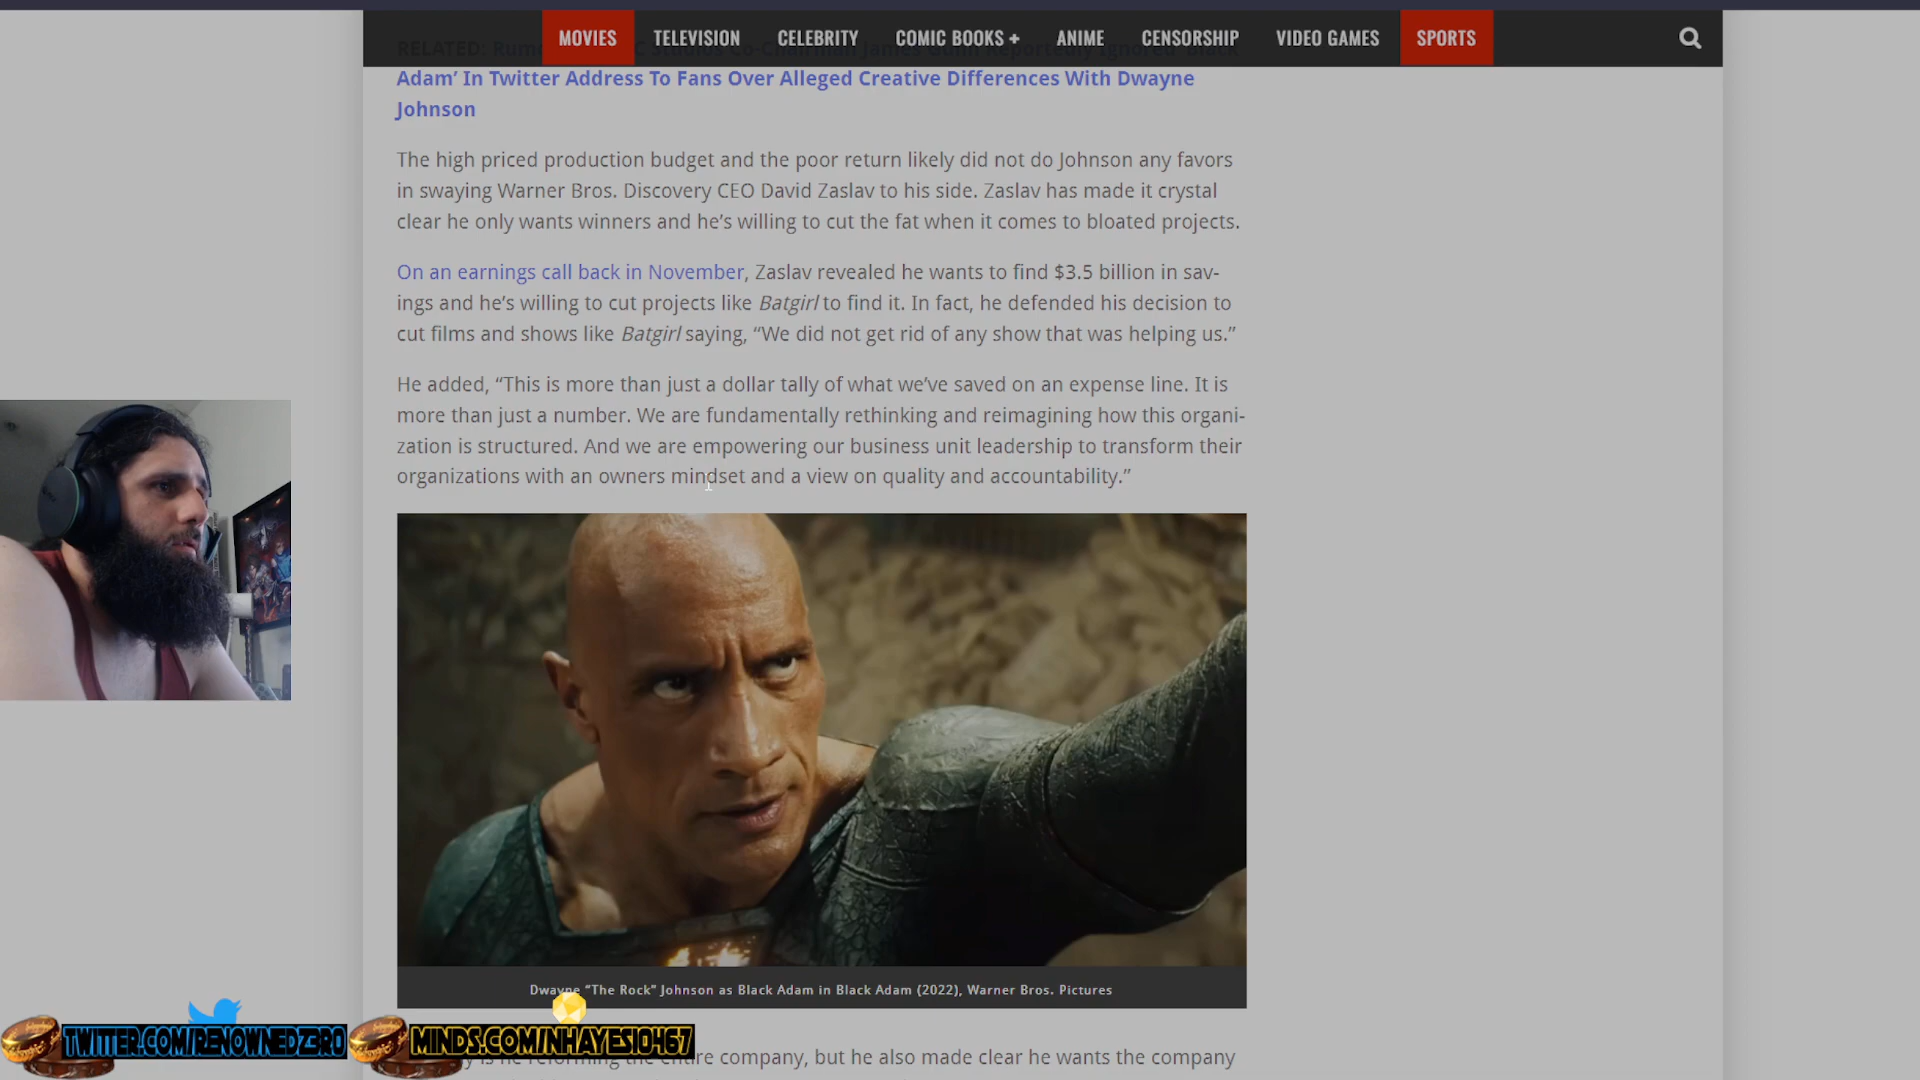 MOVIES TELEVISION CELEBRITY COMIC BOOKS + ANIME CENSORSHIP VIDEO GAMES SPORTS
RELATED:
Adam’ In Twitter Address To Fans Over Alleged Creative Differences With Dwayne
Johnson
The high priced production budget and the poor return likely did not do Johnson any favors
in swaying Warner Bros. Discovery CEO David Zaslav to his side. Zaslav has made it crystal
clear he only wants winners and he’s willing to cut the fat when it comes to bloated projects.
On an earnings call back in November, Zaslav revealed he wants to find $3.5 billion in sav-
ings and he’s willing to cut projects like Batgirl to find it. In fact, he defended his decision to
cut films and shows like Batgirl saying, “We did not get rid of any show that was helping us.”
He added, “This is more than just a dollar tally of what we’ve saved on an expense line. It is
more than just a number. We are fundamentally rethinking and reimagining how this organi-
zation is structured. And we are empowering our business unit leadership to transform their
organizations with an owners mindset and a view on quality and accountability.”
Dwayne “The Rock” Johnson as Black Adam in Black Adam (2022), Warner Bros. Pictures
is he reforming the entire company, but he also made clear he wants the company
TWITTER.COM/RENOWNEDZ3R0 MINDS.COM/NHAYES10467